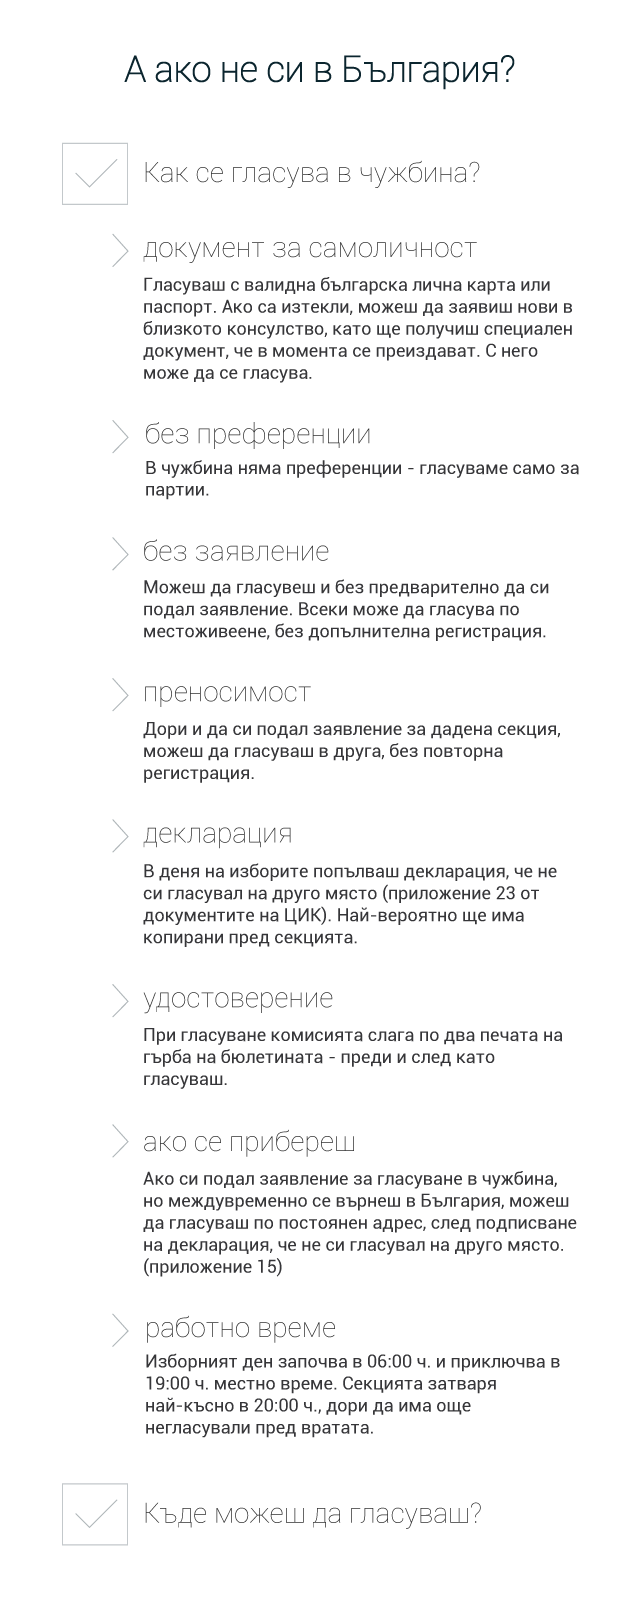 А ако не си в България?
Как се гласува в чужбина?
документ за самоличност
Гласуваш с валидна българска лична карта или
паспорт. Ако са изтекли, можеш да заявиш нови в
близкото консулство, като ще получиш специален
документ, че в момента се преиздават. С него
може да се гласува.
без преференции
В чужбина няма преференции - гласуваме само за
партии.
без заявление
Можеш да гласувеш и без предварително да си
подал заявление. Всеки може да гласува по
местоживеене, без допълнителна регистрация.
преносимост
Дори и да си подал заявление за дадена секция,
можеш да гласуваш в друга, без повторна
регистрация.
декларация
В деня на изборите попълваш декларация, че не
си гласувал на друго място (приложение 23 от
документите на ЦИК). Най-вероятно ще има
копирани пред секцията.
удостоверение
При гласуване комисията слага по два печата на
гърба на бюлетината - преди и след като
гласуваш.
ако се прибереш
Ако си подал заявление за гласуване в чужбина,
но междувременно се върнеш в България, можеш
да гласуваш по постоянен адрес, след подписване
на декларация, че не си гласувал на друго място.
(приложение 15)
работно време
Изборният ден започва в 06:00 ч. и приключва в
19:00 ч. местно време. Секцията затваря
най-късно в 20:00 ч., дори да има още
негласували пред вратата.
Къде можеш да гласуваш?